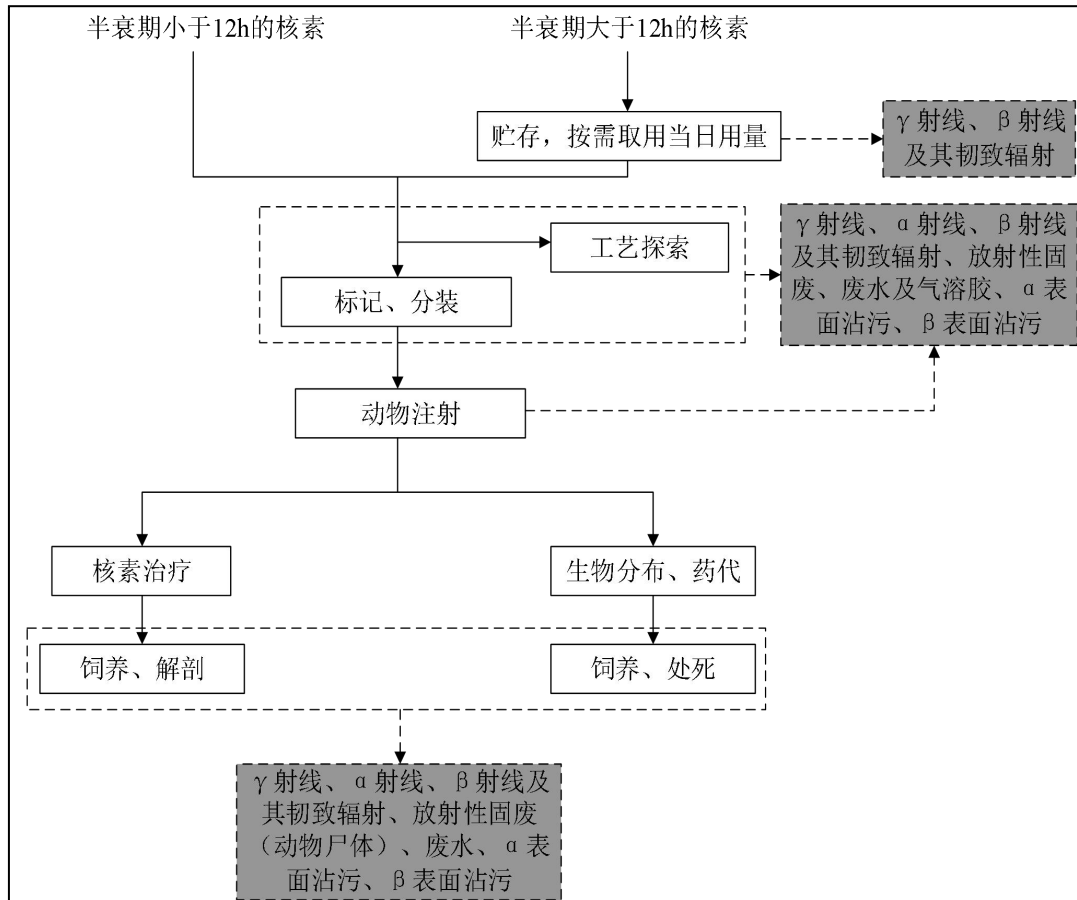 半衰期小于12h的核素
半衰期大于12h的核素
贮存，按需取用当日用量
γ射线、β射线
及其韧致辐射
工艺探索
标记、分装
γ射线、α射线、β射线
及其韧致辐射、放射性固
废、废水及气溶胶、α表
面沾污、β表面沾污
动物注射
核素治疗
生物分布、药代
饲养、解剖
饲养、处死
γ射线、α射线、β射线及
其韧致辐射、放射性固废
（动物尸体）、废水、α表
面沾污、β表面沾污